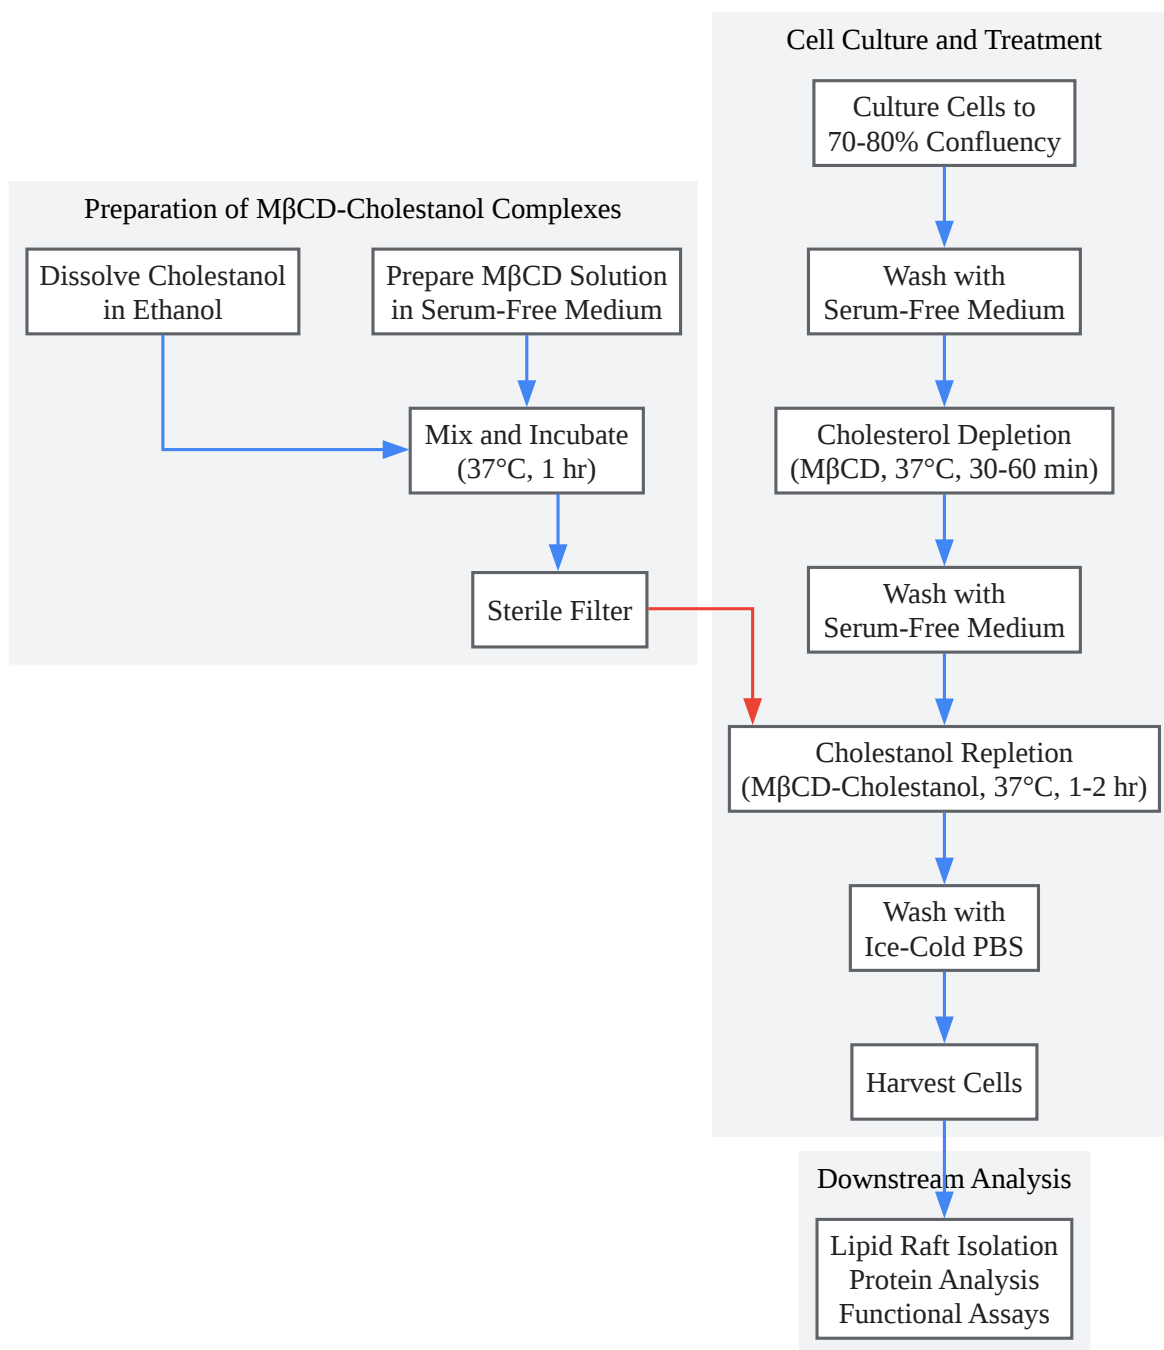 Preparation of MβCD-Cholestanol Complexes
Dissolve Cholestanol
in Ethanol
Prepare MβCD Solution
in Serum-Free Medium
Mix and Incubate
(37°C, 1 hr)
Sterile Filter
Cell Culture and Treatment
Culture Cells to
70-80% Confluency
Wash with
Serum-Free Medium
Cholesterol Depletion
(MβCD, 37°C, 30-60 min)
Wash with
Serum-Free Medium
Cholestanol Repletion
(MβCD-Cholestanol, 37°C, 1-2 hr)
Wash with
Ice-Cold PBS
Harvest Cells
Downstream Analysis
Lipid Raft Isolation
Protein Analysis
Functional Assays